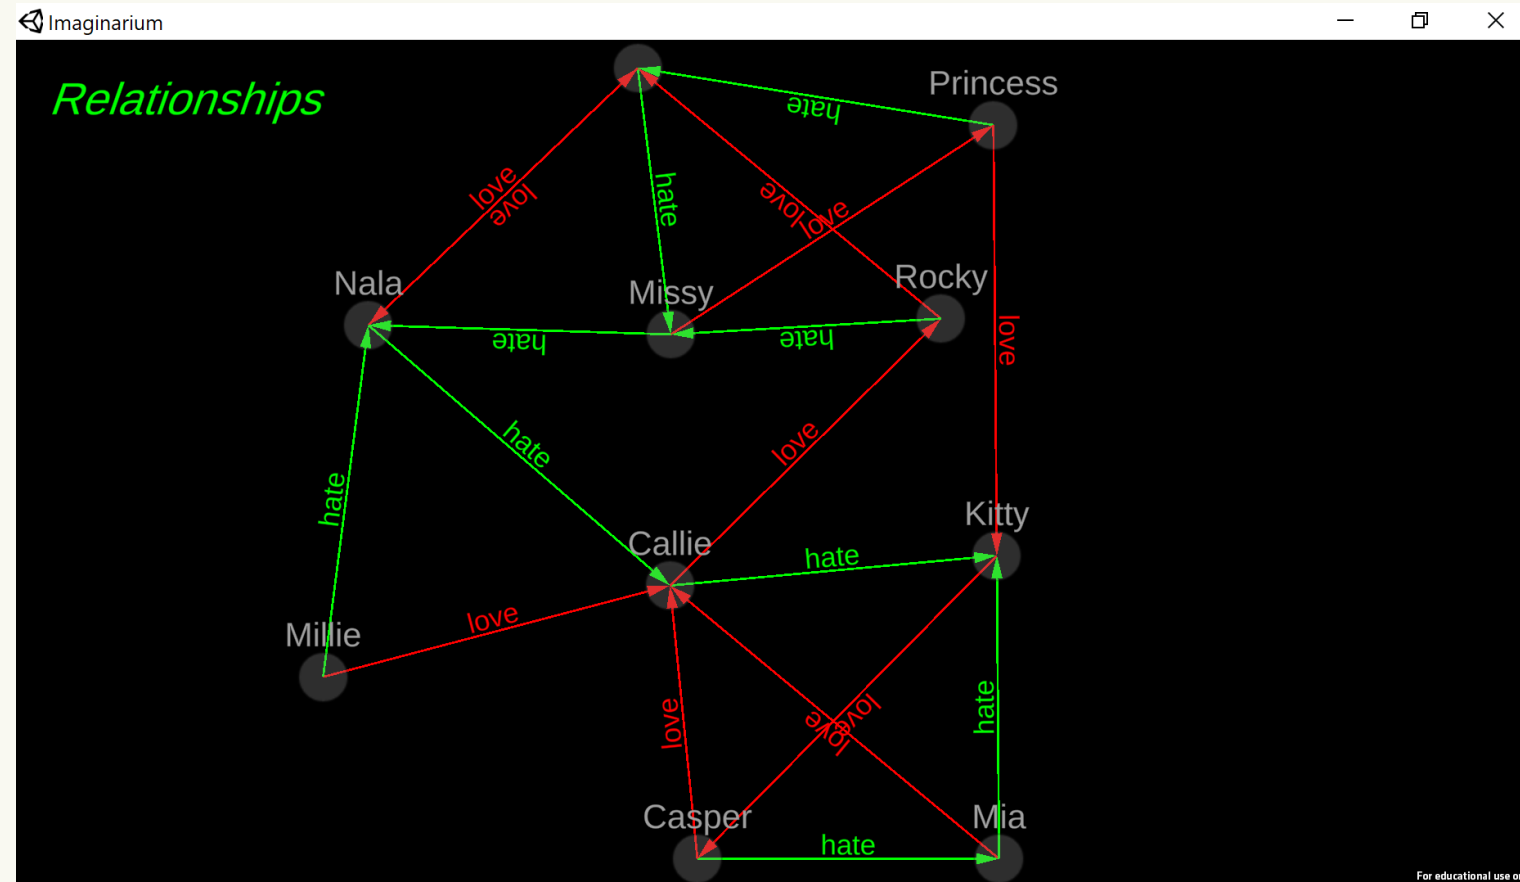 Imaginarium
Relationships
Princess
hate
love
love
hate
love
love
Nala
Missy
Rocky
hate
hate
love
hate
love
hate
Callie
Kitty
hate
love
Millie
love
love
love
hate
Casper
Mia
hate
For educational use o